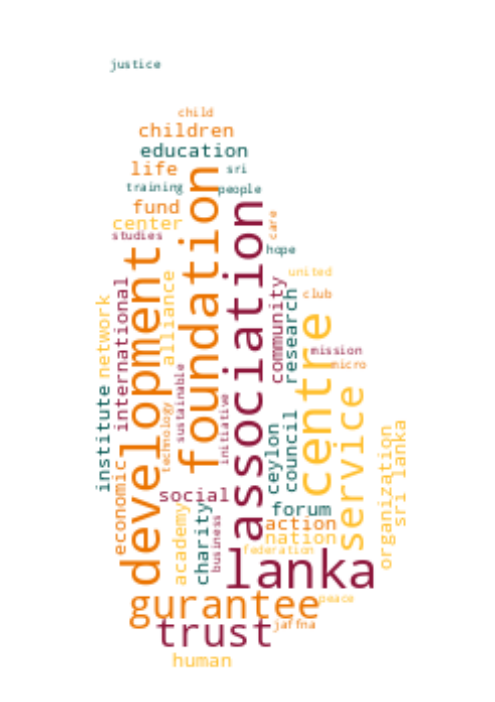 justice
child
children
education
life
sri
training
people
fund
center
care
studies
hope
foundation
association
development
united
alliance
international
community
research
club
network
centre
mission
micro
sustainable
initiative
technology
institute
service
ceylon
council
organization
sri lanka
economic
social
academy
charity
business
forum
action
nation
federation
lanka
gurantee
peace
trust
jaffna
human